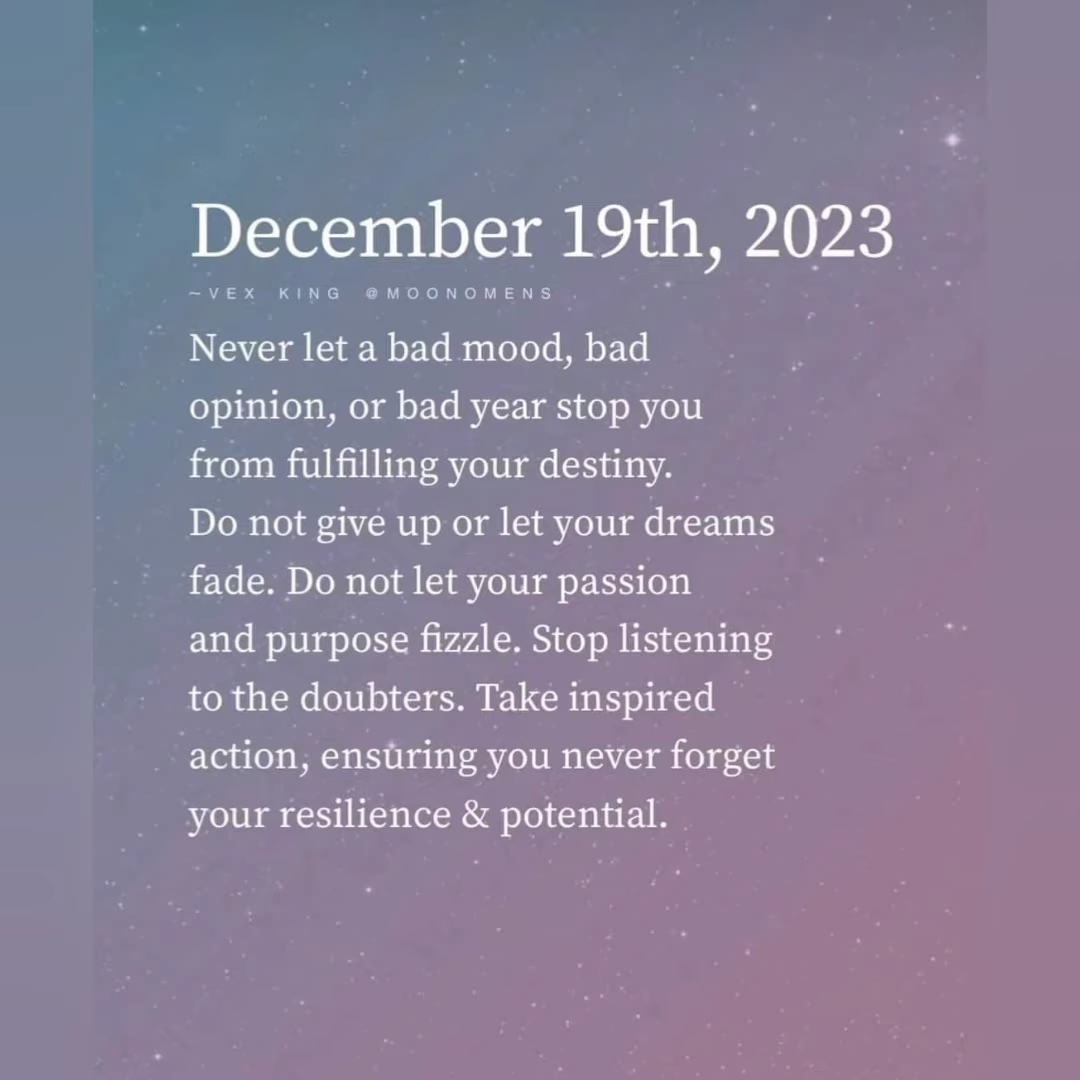 December 19th, 2023
~VEX KING @MOONOMENS
Never let a bad mood, bad
opinion, or bad year stop you
from fulfilling your destiny.
Do not give up or let your dreams
fade. Do not let your passion
and purpose fizzle. Stop listening
to the doubters. Take inspired
action, ensuring you never forget
your resilience & potential.